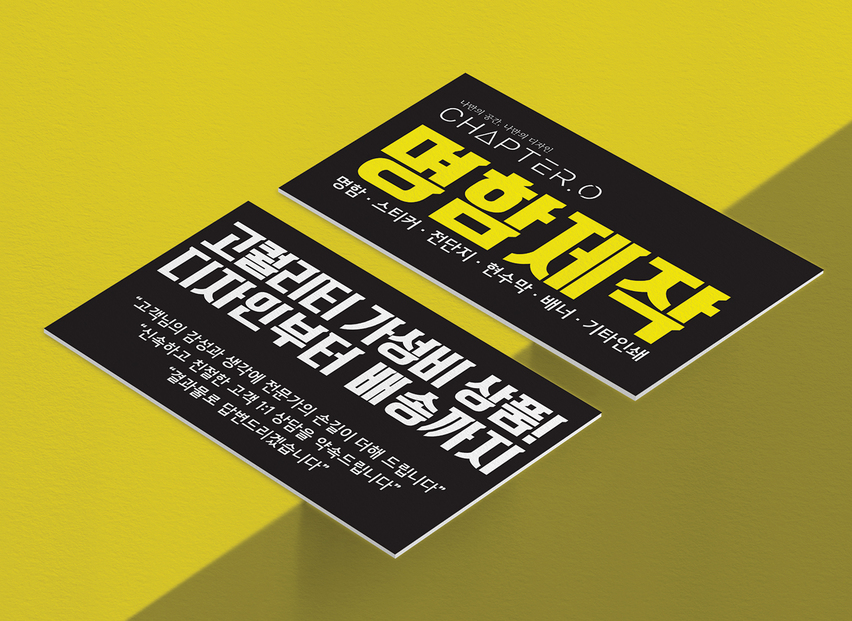 나만의 공간, 나만의 디자인
CHAPTER.O
명함제작
명함 · 스티커 · 전단지 · 현수막 · 배너 · 기타인쇄
고퀄리티 가성비 상품!
디자인부터 배송까지
“고객님의 감성과 생각에 전문가의 손길이 더해 드립니다”
“신속하고 친절한 고객 1:1 상담을 약속드립니다”
“결과물로 답변드리겠습니다”